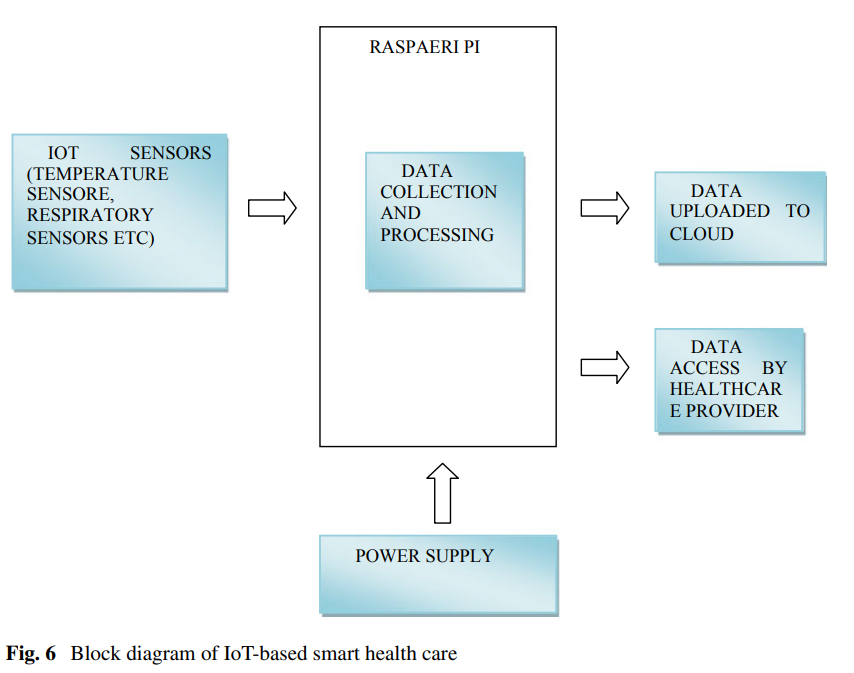 RASPAERI PI
IOT SENSORS
(TEMPERATURE
SENSORE,
RESPIRATORY
SENSORS ETC)
DATA
COLLECTION
AND
PROCESSING
DATA
UPLOADED TO
CLOUD
DATA
ACCESS BY
HEALTHCAR
E PROVIDER
POWER SUPPLY
Fig. 6 Block diagram of IoT-based smart health care